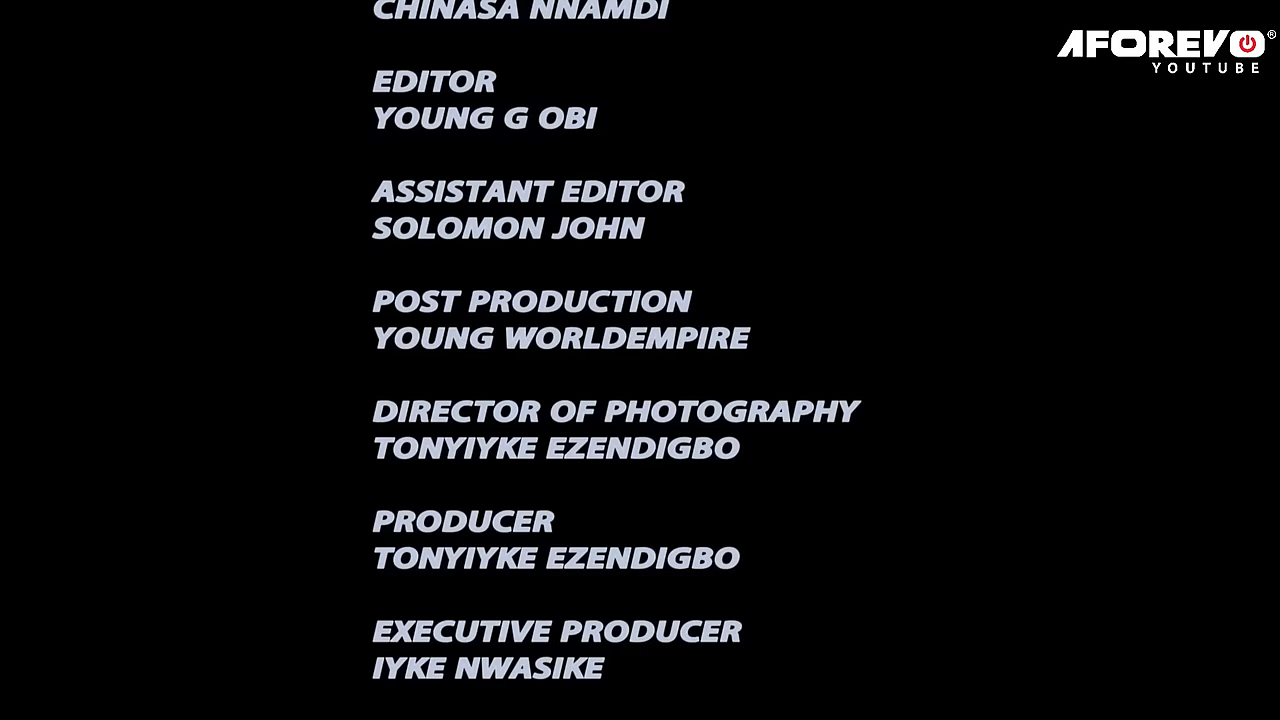 CHINASA NNAMDI
AFOREVO®
YOUTUBE
EDITOR
YOUNG G OBI
ASSISTANT EDITOR
SOLOMON JOHN
POST PRODUCTION
YOUNG WORLDEMPIRE
DIRECTOR OF PHOTOGRAPHY
TONYIYKE EZENDIGBO
PRODUCER
TONYIYKE EZENDIGBO
EXECUTIVE PRODUCER
IYKE NWASIKE